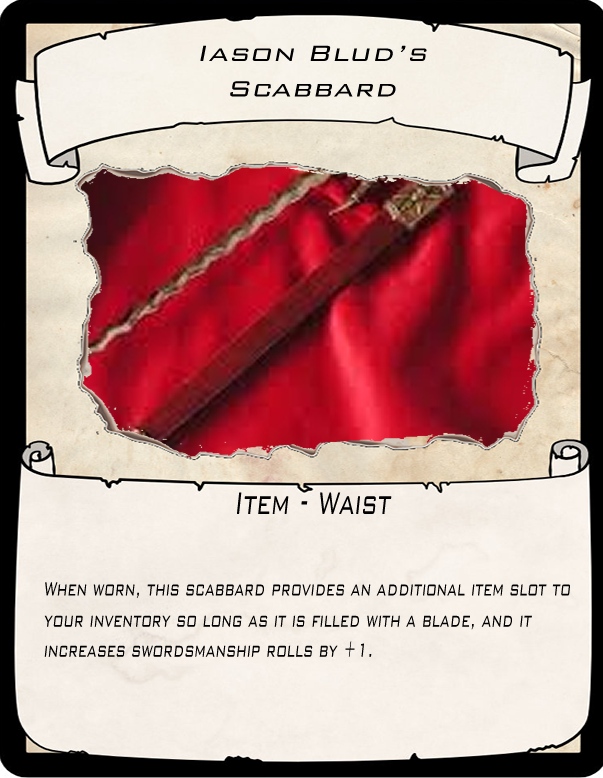 Iason Blud's
Scabbard
Item - Waist
When worn, this scabbard provides an additional item slot to
your inventory so long as it is filled with a blade, and it
increases swordsmanship rolls by +1.